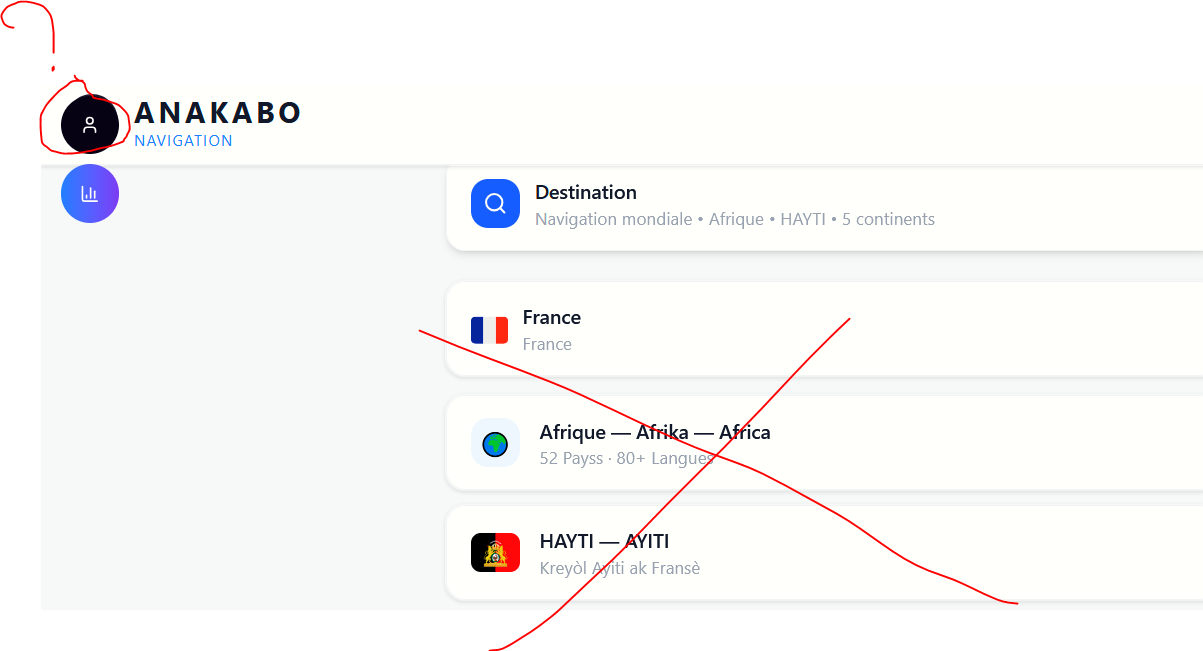 ANAKABO
NAVIGATION
Destination
Navigation mondiale • Afrique • HAYTI • 5 continents
France
France
Afrique — Afrika — Africa
52 Payss · 80+ Langues
HAYTI — AYITI
Kreyòl Ayiti ak Fransè